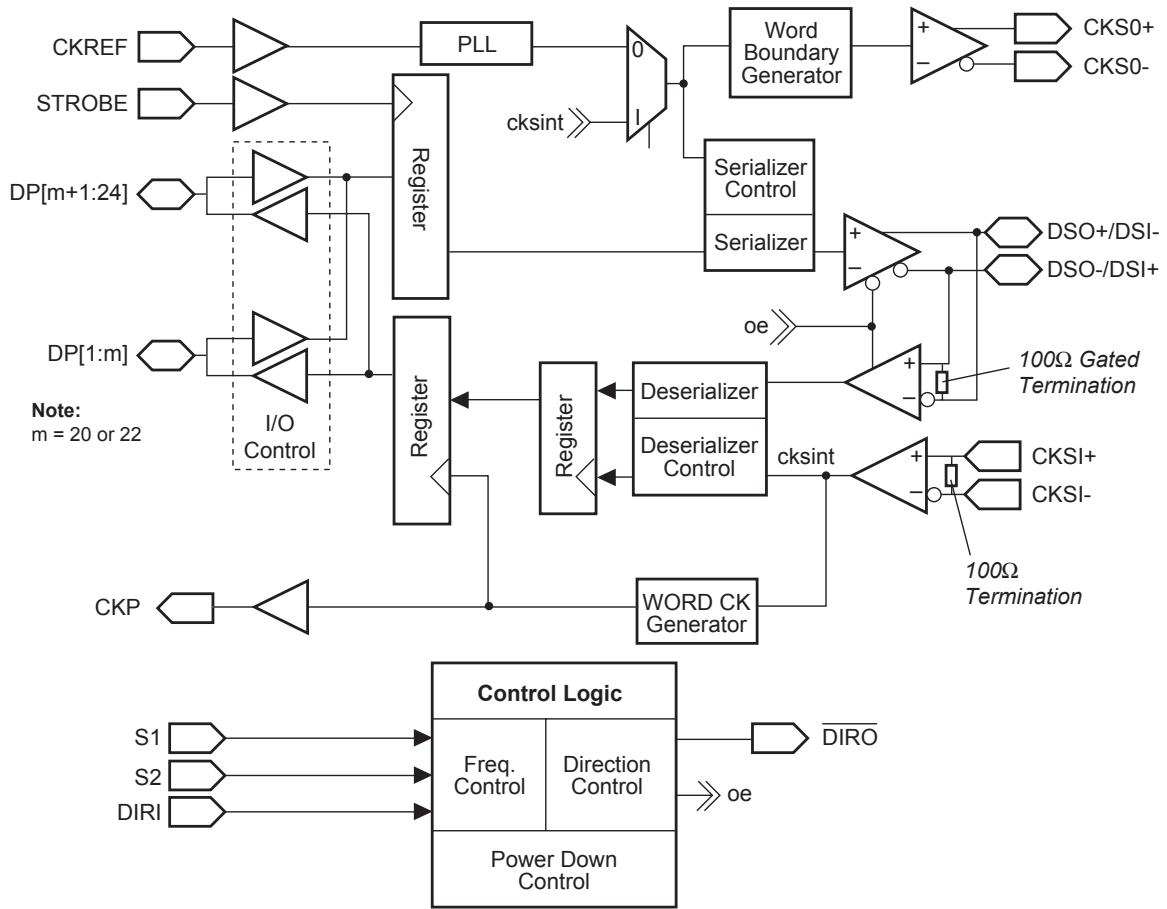 CKREF
PLL
0
Word
Boundary
Generator
+
−
CKS0+
CKS0-
STROBE
cksint
I
Register
Serializer
Control
Serializer
DP[m+1:24]
+
−
DSO+/DSI-
DSO-/DSI+
oe
DP[1:m]
Note:
m = 20 or 22
I/O
Control
Register
Register
Deserializer
Deserializer
Control
+
−
100Ω Gated
Termination
cksint
+
−
CKSI+
CKSI-
100Ω
Termination
CKP
WORD CK
Generator
Control Logic
S1
S2
DIRI
Freq.
Control
Direction
Control
DIRO
oe
Power Down
Control